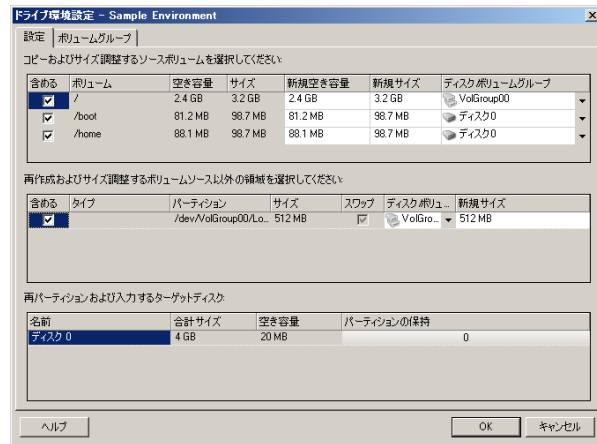 ドライブ環境設定 - Sample Environment
設定 ボリュームグループ
コピーおよびサイズ調整するソースボリュームを選択してください:
含める ボリューム 空き容量 サイズ 新規空き容量 新規サイズ ディスクボリュームグループ
/ 2.4 GB 3.2 GB 2.4 GB 3.2 GB VolGroup00
/boot 81.2 MB 98.7 MB 81.2 MB 98.7 MB ディスク0
/home 88.1 MB 98.7 MB 88.1 MB 98.7 MB ディスク0
再作成およびサイズ調整するボリュームソース以外の領域を選択してください:
含める タイプ パーティション サイズ スワップ ディスクボリュ... 新規サイズ
/dev/VolGroup00/Lo... 512 MB VolGro... 512 MB
再パーティションおよび入力するターゲットディスク:
名前 合計サイズ 空き容量 パーティションの保持
ディスク 0 4 GB 20 MB 0
ヘルプ OK キャンセル